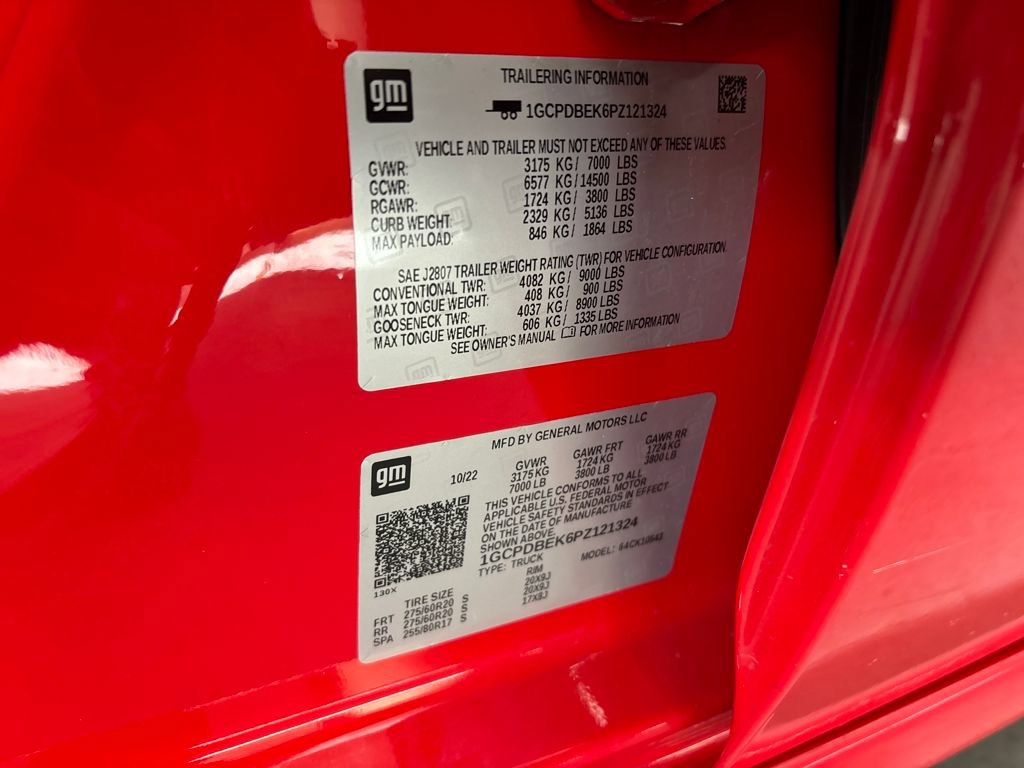 gm
TRAILERING INFORMATION
1GCPDBEK6PZ121324
VEHICLE AND TRAILER MUST NOT EXCEED ANY OF THESE VALUES.
GVWR: 3175 KG/ 7000 LBS
GCWR: 6577 KG/14500 LBS
RGAWR: 1724 KG/ 3800 LBS
CURB WEIGHT: 2329 KG/ 5136 LBS
MAX PAYLOAD: 846 KG/ 1864 LBS
SAE J2807 TRAILER WEIGHT RATING (TWR) FOR VEHICLE CONFIGURATION.
CONVENTIONAL TWR: 4082 KG/ 9000 LBS
MAX TONGUE WEIGHT: 408 KG/ 900 LBS
GOOSENECK TWR: 4037 KG/ 8900 LBS
MAX TONGUE WEIGHT: 606 KG/ 1335 LBS
SEE OWNER'S MANUAL FOR MORE INFORMATION
gm
MFD BY GENERAL MOTORS LLC
10/22 GVWR GAWR FRT GAWR RR
3175 KG 1724 KG 1724 KG
7000 LB 3800 LB 3800 LB
THIS VEHICLE CONFORMS TO ALL
APPLICABLE U.S. FEDERAL MOTOR
VEHICLE SAFETY STANDARDS IN EFFECT
ON THE DATE OF MANUFACTURE
SHOWN ABOVE.
1GCPDBEK6PZ121324
TYPE: TRUCK MODEL: 64CK10543
130X
TIRE SIZE RIM
FRT 275/60R20 S 20X9J
RR 275/60R20 S 20X9J
SPA 255/80R17 S 17X8J